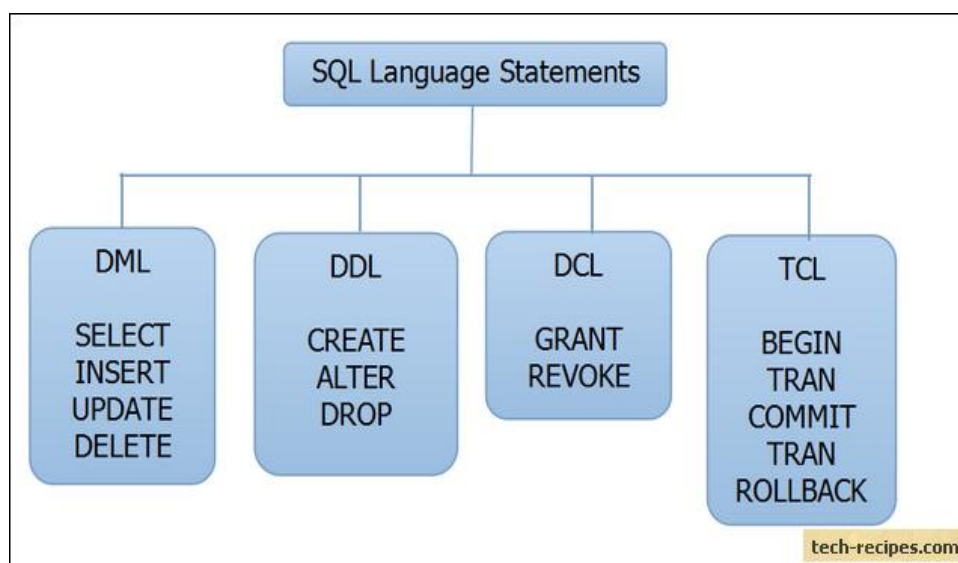 SQL Language Statements
DML
SELECT
INSERT
UPDATE
DELETE
DDL
CREATE
ALTER
DROP
DCL
GRANT
REVOKE
TCL
BEGIN
TRAN
COMMIT
TRAN
ROLLBACK
tech-recipes.com